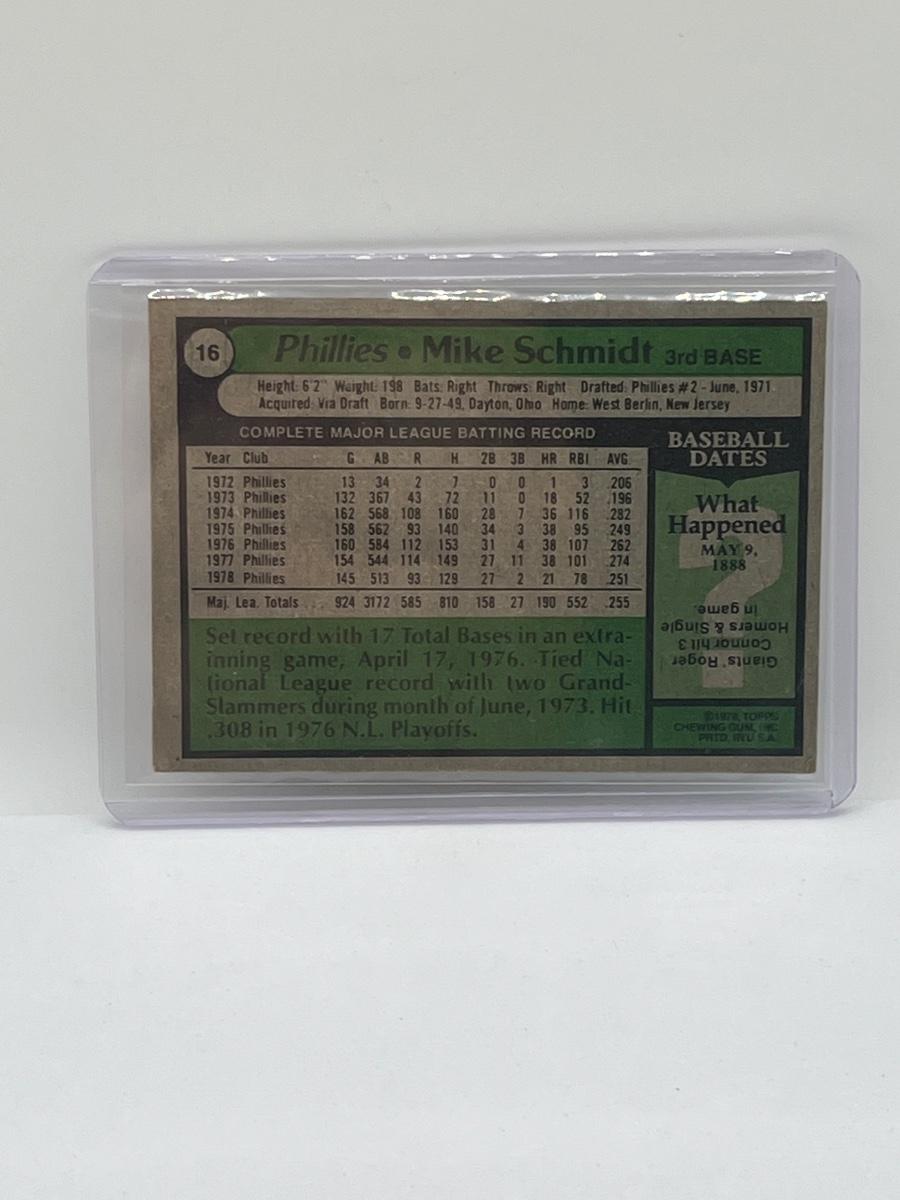 16
Phillies • Mike Schmidt 3rd BASE
Height: 6'2" Weight: 198 Bats: Right Throws: Right Drafted: Phillies #2 - June, 1971
Acquired: Via Draft Born: 9-27-49, Dayton, Ohio Home: West Berlin, New Jersey
COMPLETE MAJOR LEAGUE BATTING RECORD
Year Club G AB R H 2B 3B HR RBI AVG.
1972 Phillies 13 34 2 7 0 0 1 3 .206
1973 Phillies 132 367 43 72 11 0 18 52 .196
1974 Phillies 162 568 108 160 28 7 36 116 .282
1975 Phillies 158 562 93 140 34 3 38 95 .249
1976 Phillies 160 584 112 153 31 4 38 107 .262
1977 Phillies 154 544 114 149 27 11 38 101 .274
1978 Phillies 145 513 93 129 27 2 21 78 .251
Maj. Lea. Totals ... 924 3172 585 810 158 27 190 552 .255
Set record with 17 Total Bases in an extra-
inning game, April 17, 1976. Tied Na-
tional League record with two Grand-
Slammers during month of June, 1973. Hit
.308 in 1976 N.L. Playoffs.
BASEBALL
DATES
What
Happened
MAY 9,
1888
?
Giants' Roger
Connor hit 3
Homers & Single
in game.
TOPPS
CHEWING GUM, INC.
PRTD. IN U.S.A.